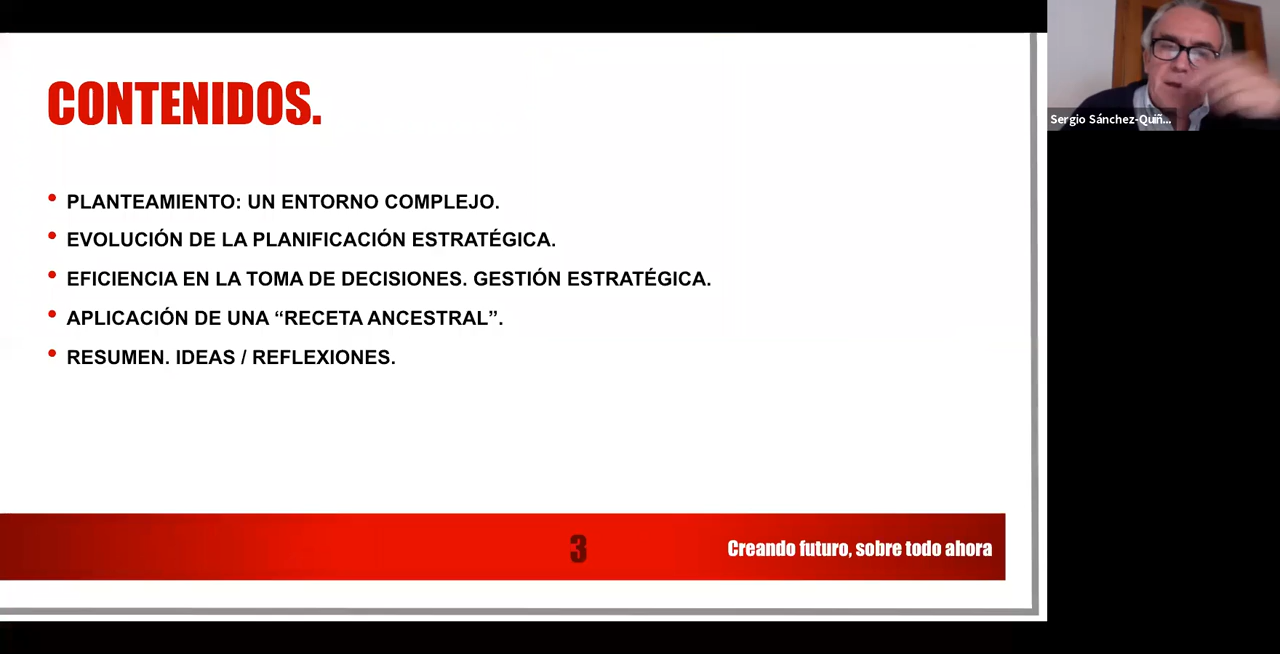 CONTENIDOS.
• PLANTEAMIENTO: UN ENTORNO COMPLEJO.
• EVOLUCIÓN DE LA PLANIFICACIÓN ESTRATÉGICA.
• EFICIENCIA EN LA TOMA DE DECISIONES. GESTIÓN ESTRATÉGICA.
• APLICACIÓN DE UNA “RECETA ANCESTRAL”.
• RESUMEN. IDEAS / REFLEXIONES.
3
Creando futuro, sobre todo ahora
Sergio Sánchez-Quiñ...